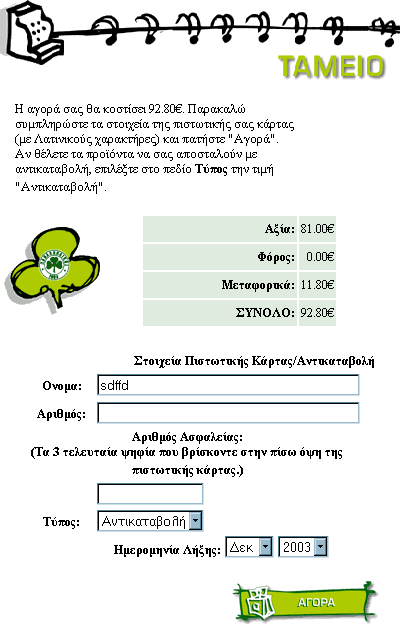 ΤΑΜΕΙΟ
Η αγορά σας θα κοστίσει 92.80€. Παρακαλώ
συμπληρώστε τα στοιχεία της πιστωτικής σας κάρτας
(με Λατινικούς χαρακτήρες) και πατήστε "Αγορά".
Αν θέλετε τα προϊόντα να σας αποσταλούν με
αντικαταβολή, επιλέξτε στο πεδίο Τύπος την τιμή
"Αντικαταβολή".
Αξία: 81.00€
Φόρος: 0.00€
Μεταφορικά: 11.80€
ΣΥΝΟΛΟ: 92.80€
Στοιχεία Πιστωτικής Κάρτας/Αντικαταβολή
Ονομα: sdffd
Αριθμός:
Αριθμός Ασφαλείας:
(Τα 3 τελευταία ψηφία που βρίσκοντε στην πίσω όψη της
πιστωτικής κάρτας.)
Τύπος: Αντικαταβολή
Ημερομηνία Λήξης: Δεκ 2003
ΑΓΟΡΑ